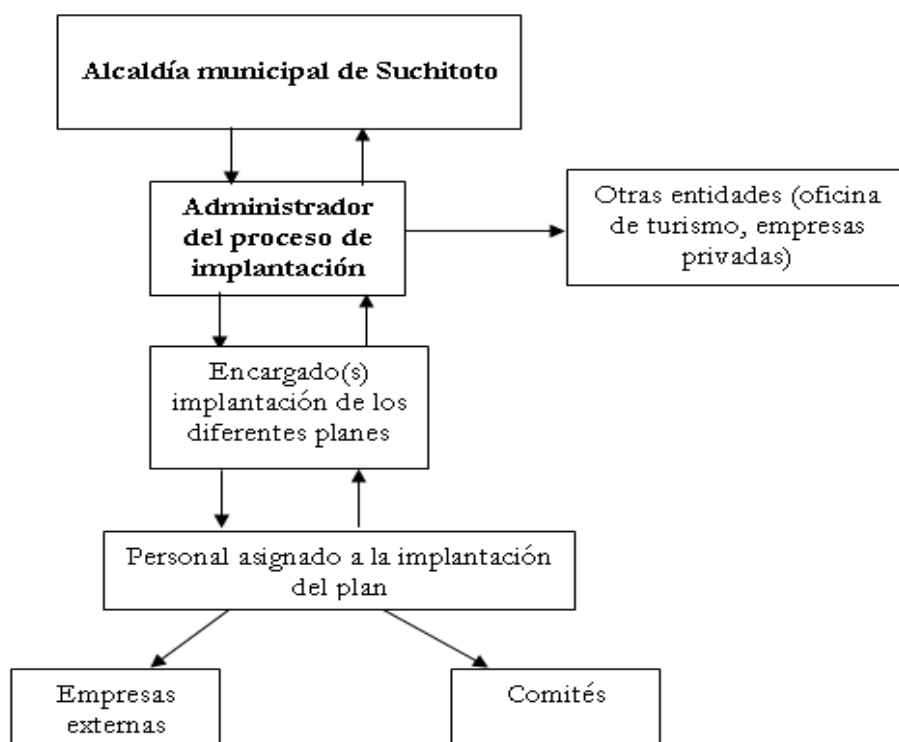 Alcaldía municipal de Suchitoto
Administrador
del proceso de
implantación
Otras entidades (oficina
de turismo, empresas
privadas)
Encargado(s)
implantación de los
diferentes planes
Personal asignado a la implantación
del plan
Empresas
externas
Comités